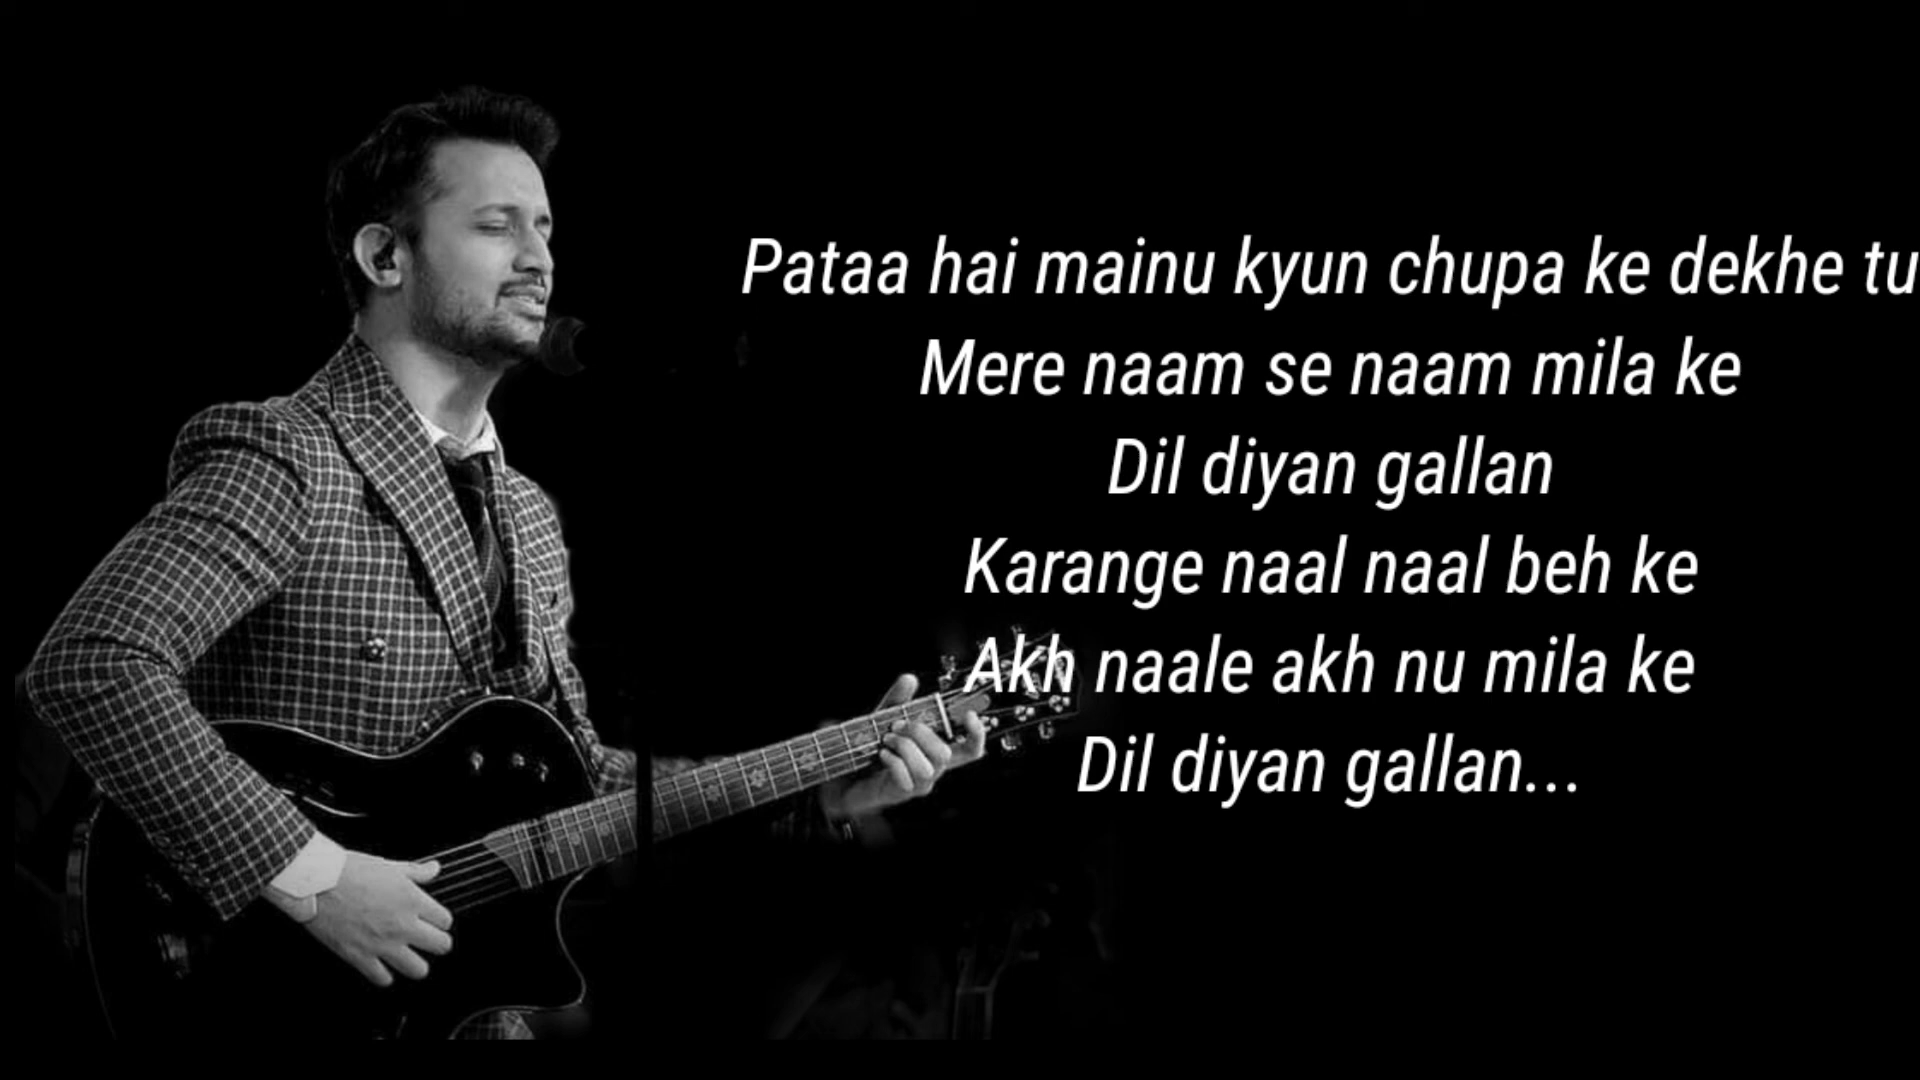 Pataa hai mainu kyun chupa ke dekhe tu
Mere naam se naam mila ke
Dil diyan gallan
Karange naal naal beh ke
Akh naale akh nu mila ke
Dil diyan gallan...